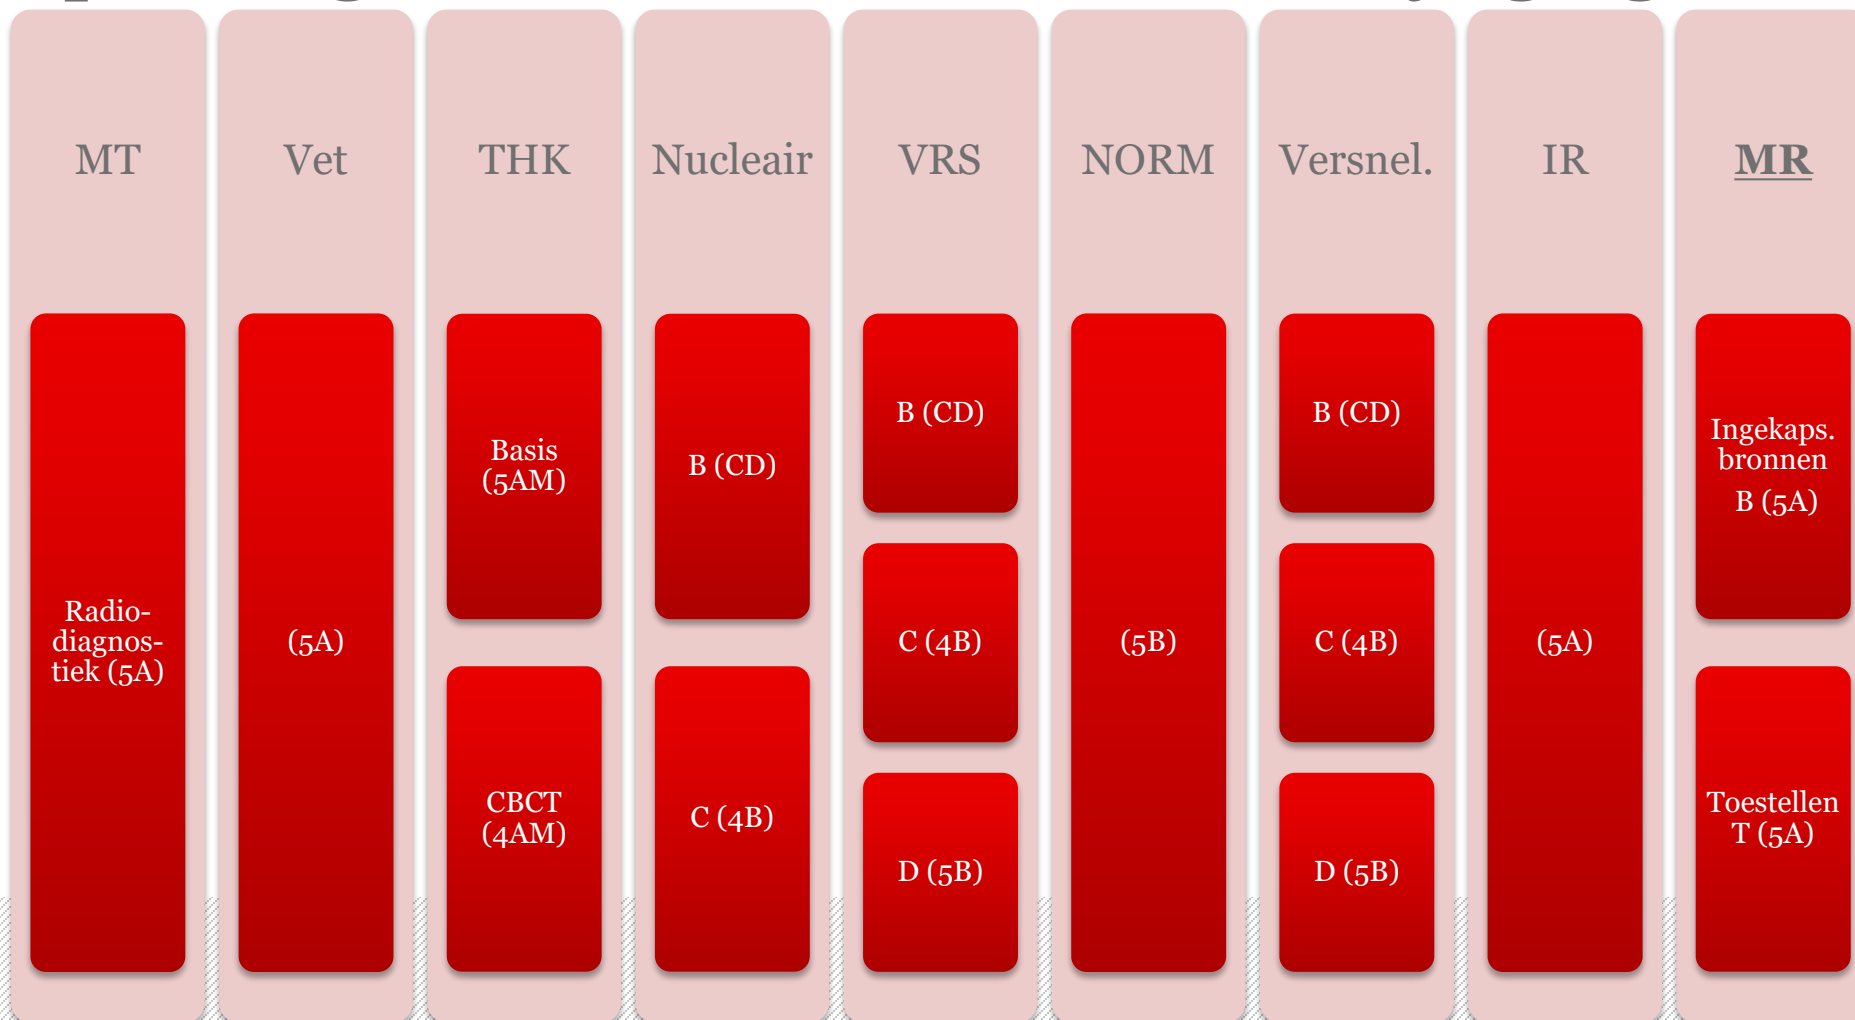 MT
Radio-
diagnos-
tiek (5A)
Vet
(5A)
THK
Basis
(5AM)
CBCT
(4AM)
Nucleair
B (CD)
C (4B)
VRS
B (CD)
C (4B)
D (5B)
NORM
(5B)
Versnel.
B (CD)
C (4B)
D (5B)
IR
(5A)
MR
Ingekaps.
bronnen
B (5A)
Toestellen
T (5A)